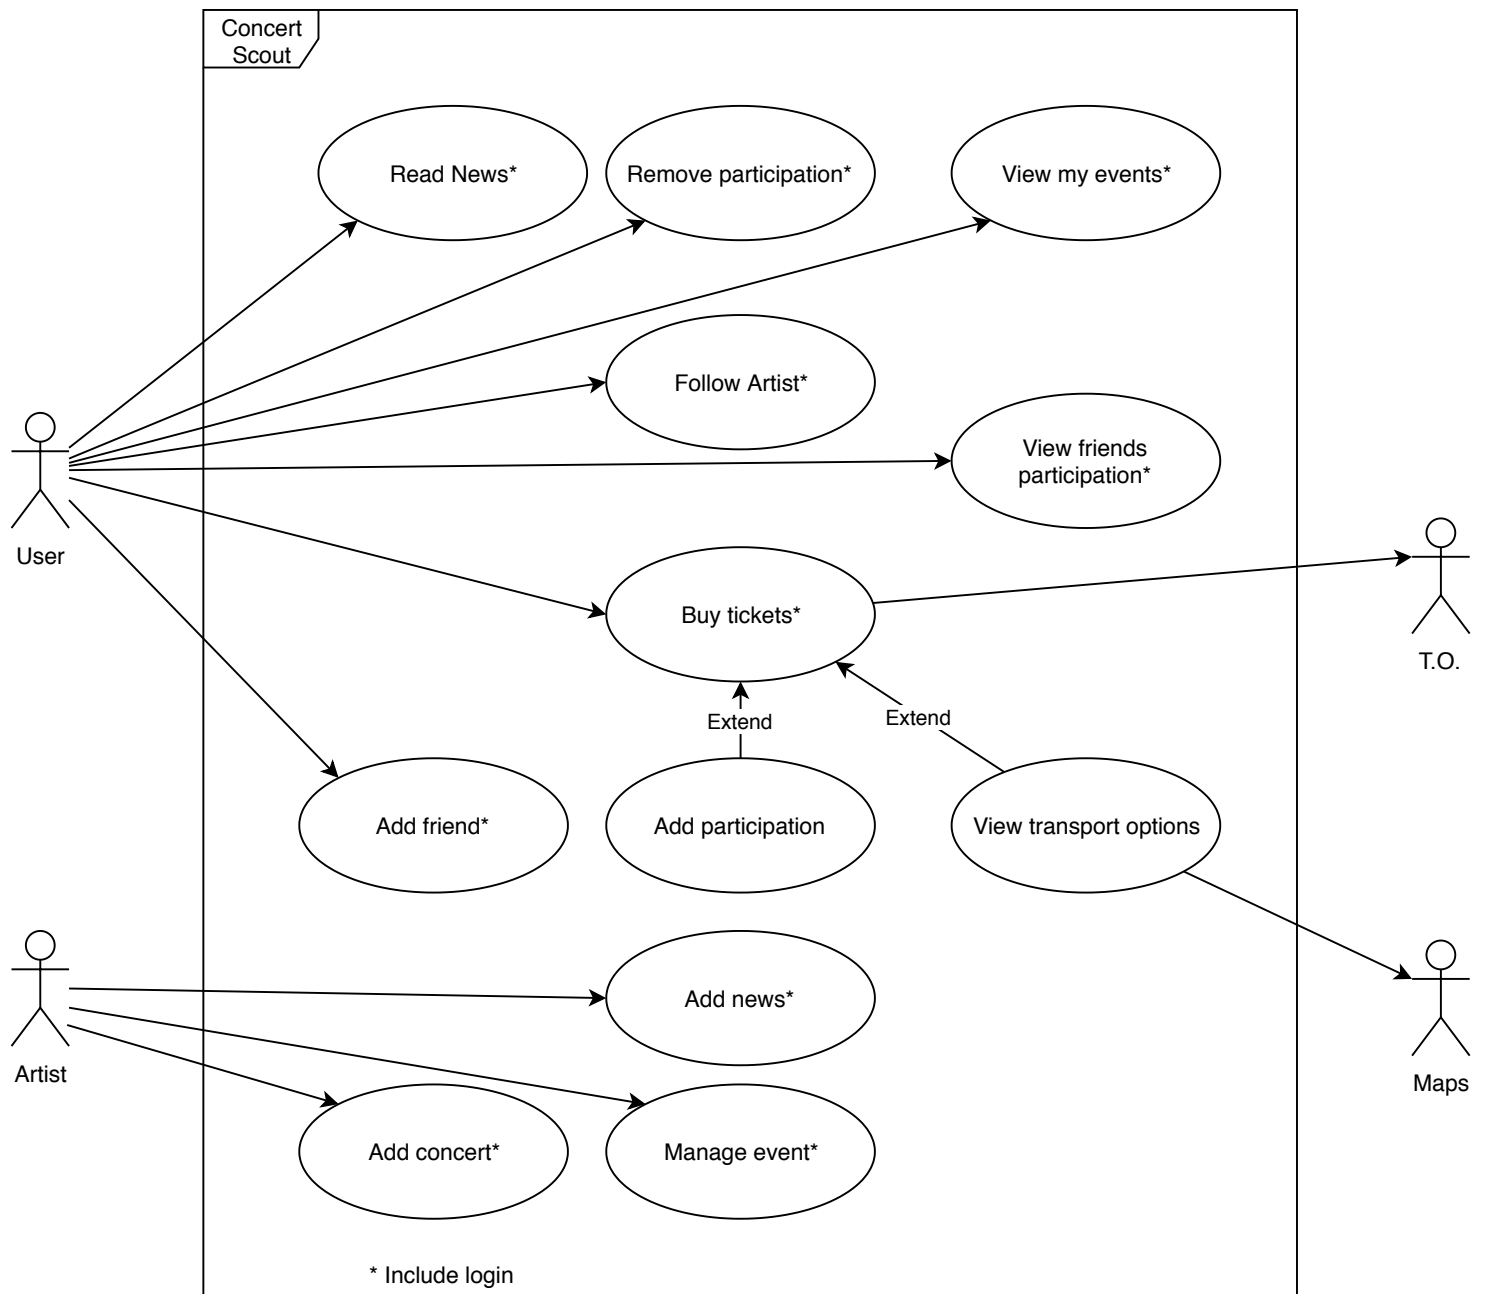 Concert
Scout
Read News*
Remove participation*
View my events*
Follow Artist*
View friends
participation*
User
Buy tickets*
T.O.
Extend
Extend
Add friend*
Add participation
View transport options
Add news*
Artist
Maps
Add concert*
Manage event*
* Include login